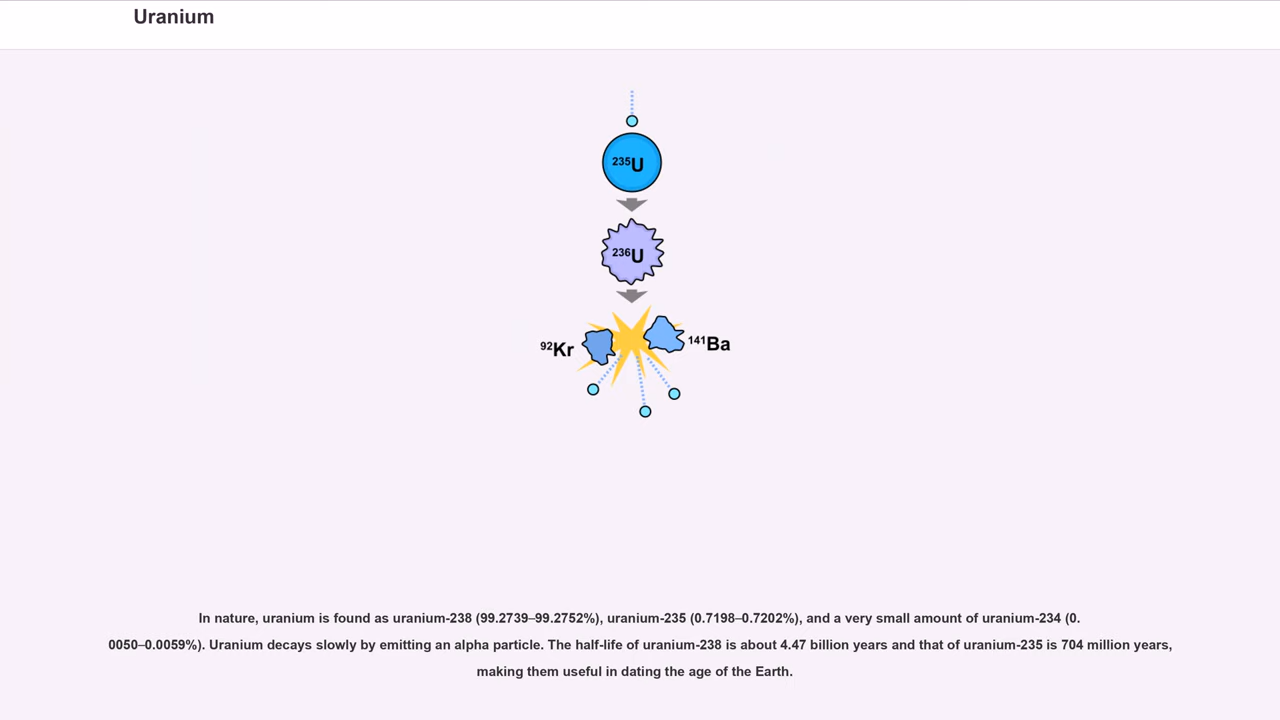 Uranium
235U
236U
92Kr
141Ba
In nature, uranium is found as uranium-238 (99.2739–99.2752%), uranium-235 (0.7198–0.7202%), and a very small amount of uranium-234 (0.
0050–0.0059%). Uranium decays slowly by emitting an alpha particle. The half-life of uranium-238 is about 4.47 billion years and that of uranium-235 is 704 million years,
making them useful in dating the age of the Earth.